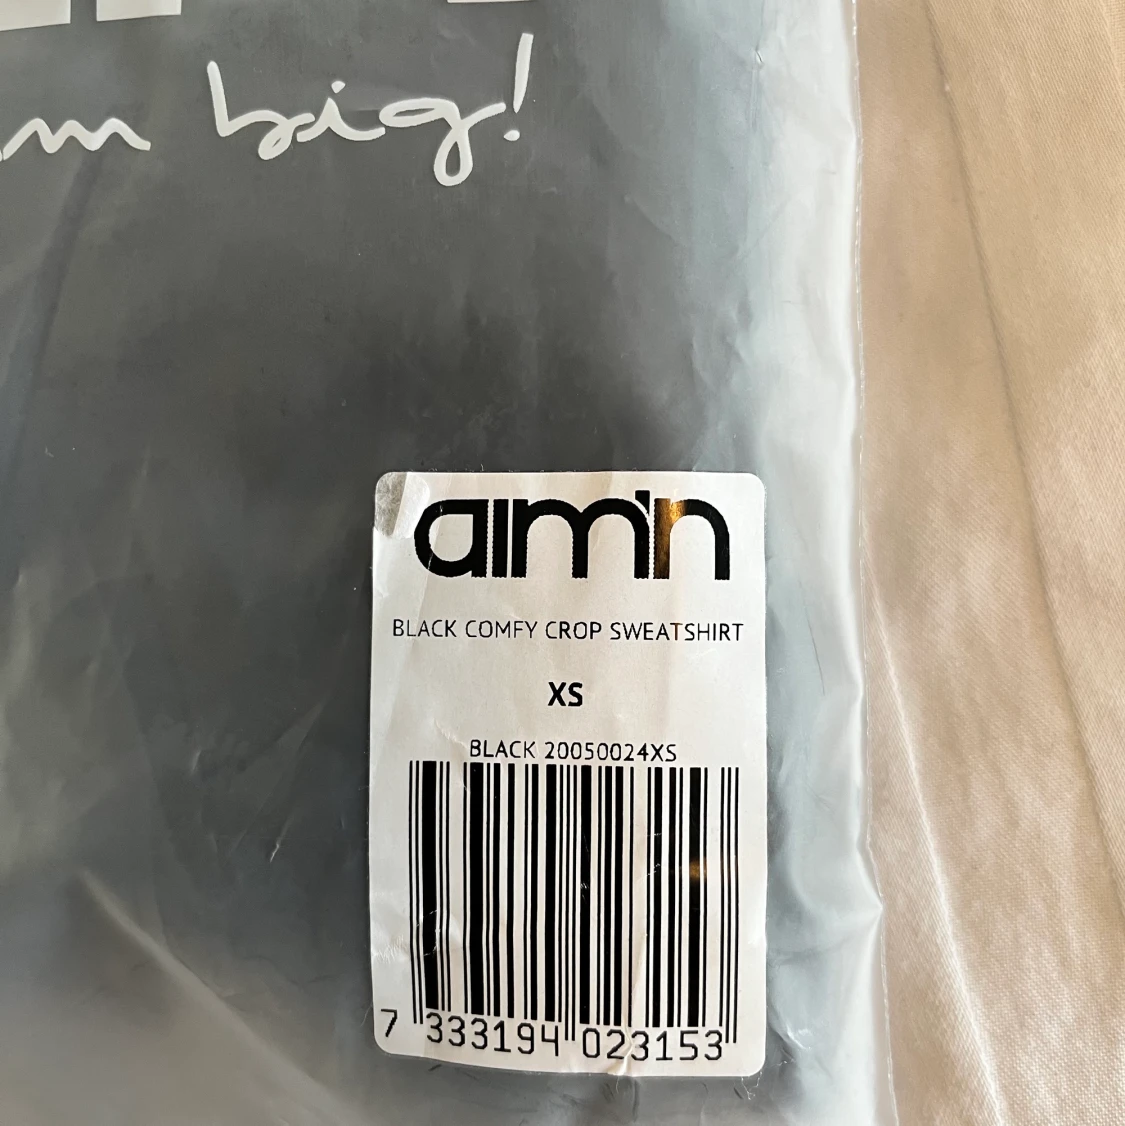 big!
aim'n
BLACK COMFY CROP SWEATSHIRT
XS
BLACK 20050024XS
7 333194 023153